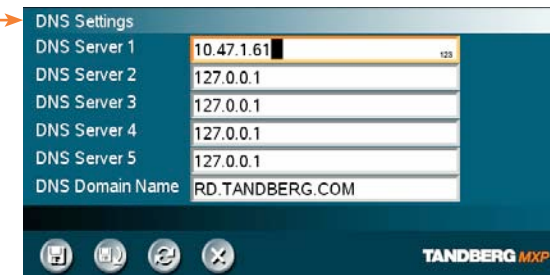 DNS Settings
DNS Server 1 10.47.1.61 123
DNS Server 2 127.0.0.1
DNS Server 3 127.0.0.1
DNS Server 4 127.0.0.1
DNS Server 5 127.0.0.1
DNS Domain Name RD.TANDBERG.COM
TANDBERG MXP